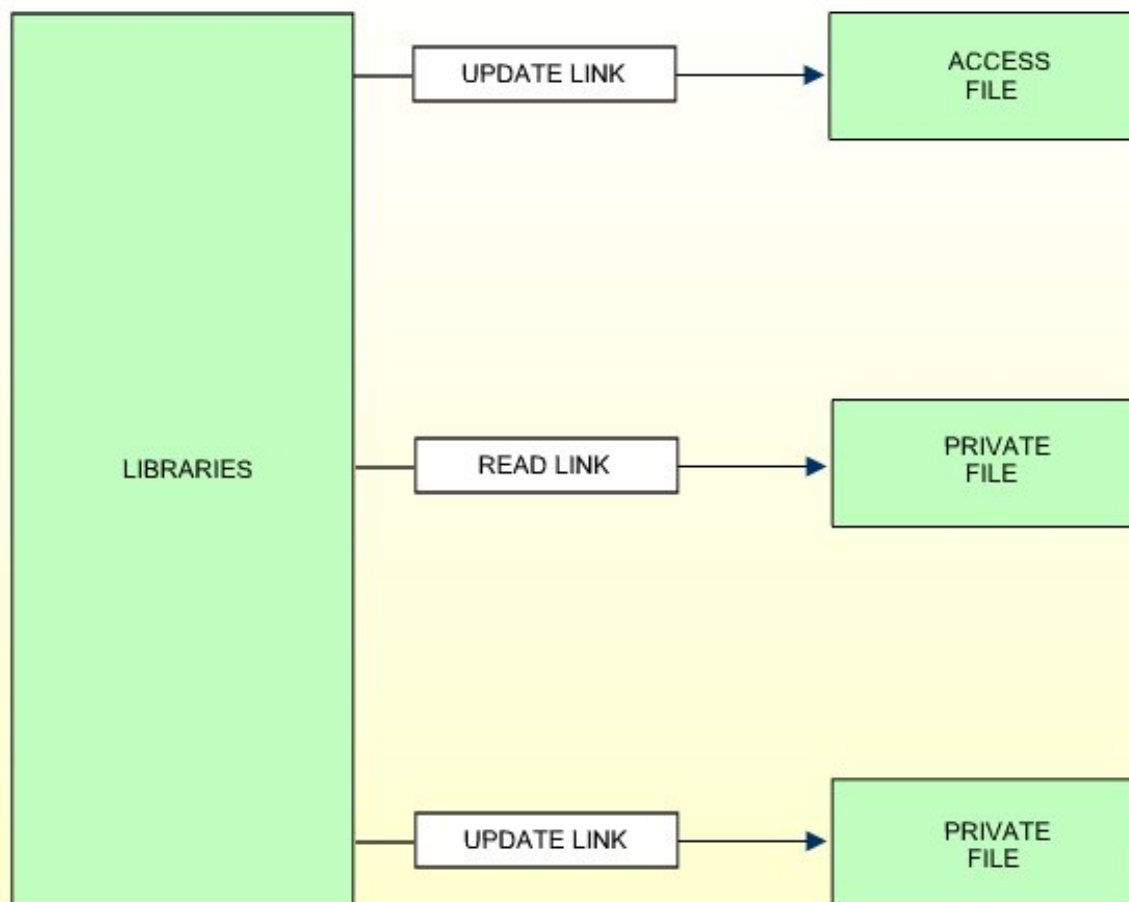 UPDATE LINK
ACCESS
FILE
LIBRARIES
READ LINK
PRIVATE
FILE
UPDATE LINK
PRIVATE
FILE